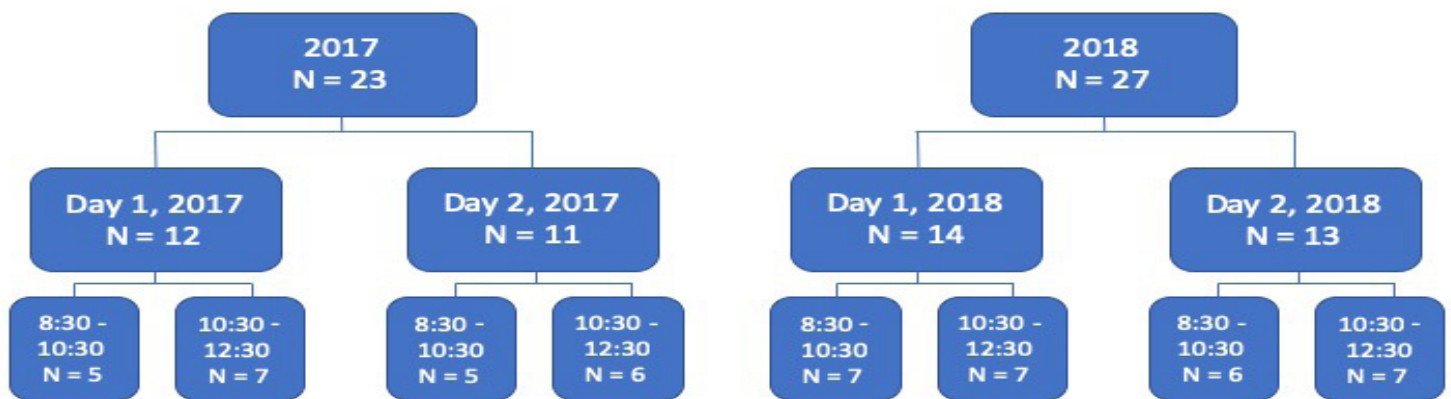 2017
N = 23
2018
N = 27
Day 1, 2017
N = 12
Day 2, 2017
N = 11
Day 1, 2018
N = 14
Day 2, 2018
N = 13
8:30 -
10:30
N = 5
10:30 -
12:30
N = 7
8:30 -
10:30
N = 5
10:30 -
12:30
N = 6
8:30 -
10:30
N = 7
10:30 -
12:30
N = 7
8:30 -
10:30
N = 6
10:30 -
12:30
N = 7